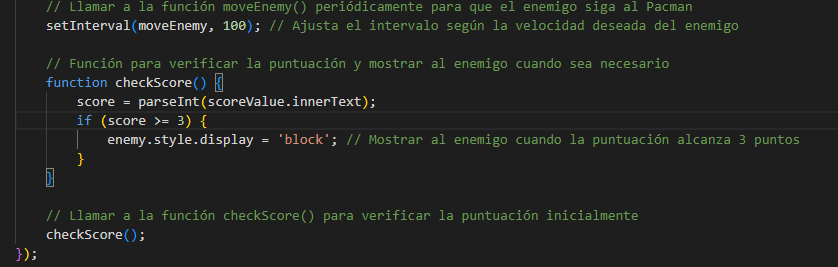 // Llamar a la función moveEnemy() periódicamente para que el enemigo siga al Pacman
setInterval(moveEnemy, 100); // Ajusta el intervalo según la velocidad deseada del enemigo
// Función para verificar la puntuación y mostrar al enemigo cuando sea necesario
function checkScore() {
score = parseInt(scoreValue.innerText);
if (score >= 3) {
enemy.style.display = 'block'; // Mostrar al enemigo cuando la puntuación alcanza 3 puntos
}
}
// Llamar a la función checkScore() para verificar la puntuación inicialmente
checkScore();
});